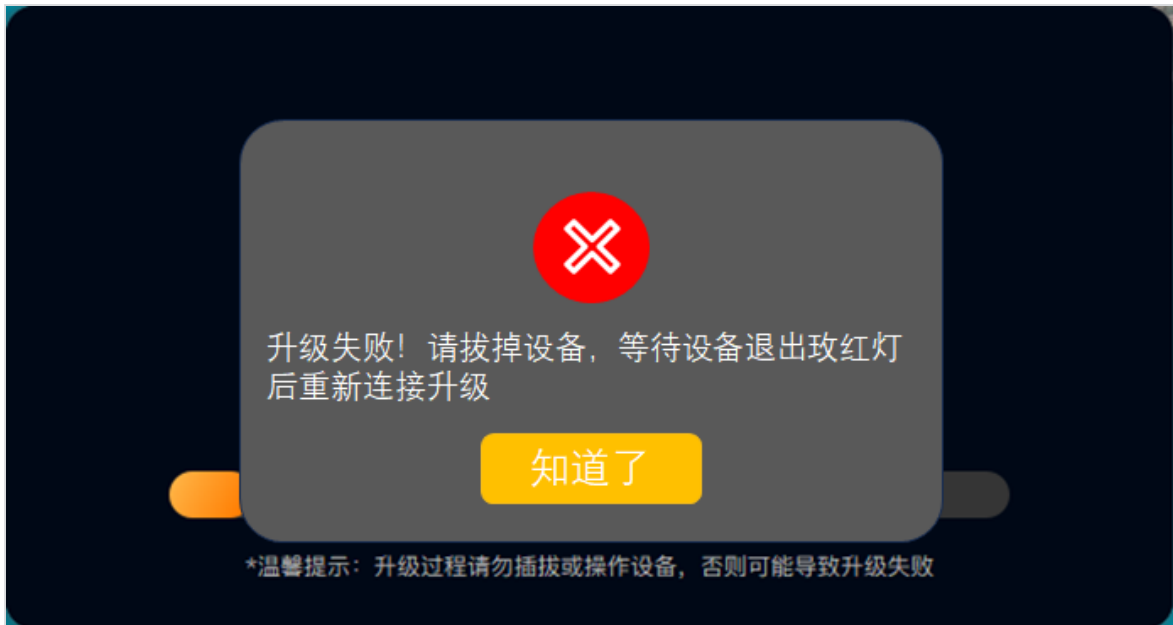 升级失败！请拔掉设备，等待设备退出玫红灯
后重新连接升级
知道了
*温馨提示：升级过程请勿插拔或操作设备，否则可能导致升级失败